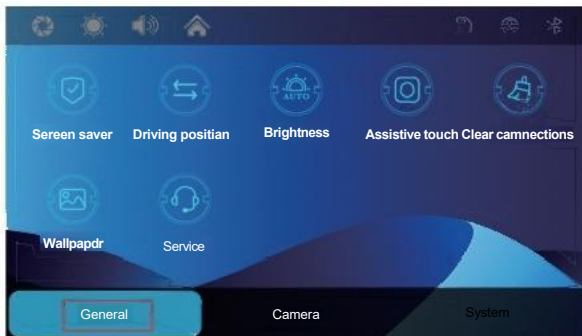 Sereen saver Driving positian Brightness Assistive touch Clear camnections
AUTO
Wallpapdr Service
General Camera System